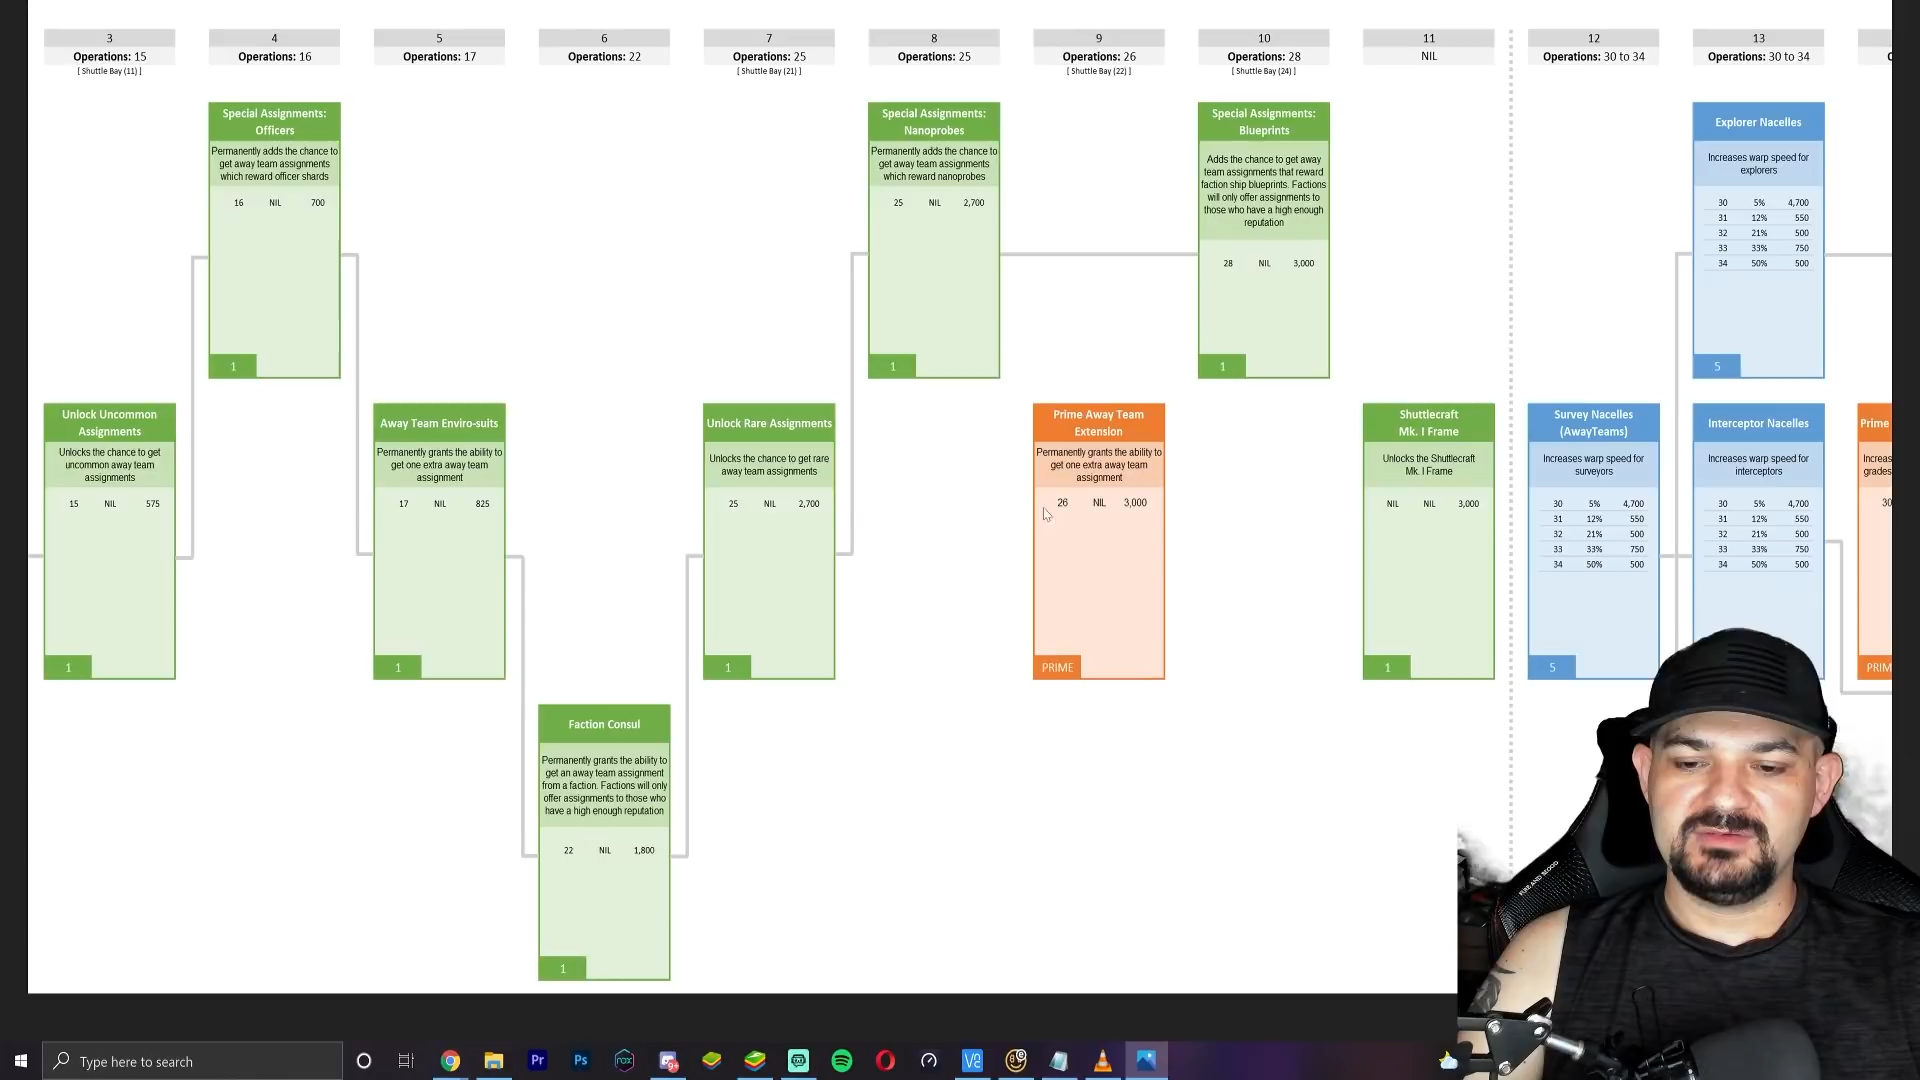 3
Operations: 15
[ Shuttle Bay (11) ]
4
Operations: 16
5
Operations: 17
6
Operations: 22
7
Operations: 25
[ Shuttle Bay (21) ]
8
Operations: 25
9
Operations: 26
[ Shuttle Bay (22) ]
10
Operations: 28
[ Shuttle Bay (24) ]
11
NIL
12
Operations: 30 to 34
13
Operations: 30 to 34
Special Assignments:
Officers
Permanently adds the chance to
get away team assignments
which reward officer shards
16 NIL 700
1
Special Assignments:
Nanoprobes
Permanently adds the chance to
get away team assignments
which reward nanoprobes
25 NIL 2,700
1
Special Assignments:
Blueprints
Adds the chance to get away
team assignments that reward
faction ship blueprints. Factions
will only offer assignments to
those who have a high enough
reputation
28 NIL 3,000
1
Explorer Nacelles
Increases warp speed for
explorers
30 5% 4,700
31 12% 550
32 21% 500
33 33% 750
34 50% 500
5
Unlock Uncommon
Assignments
Unlocks the chance to get
uncommon away team
assignments
15 NIL 575
1
Away Team Enviro-suits
Permanently grants the ability to
get one extra away team
assignment
17 NIL 825
1
Unlock Rare Assignments
Unlocks the chance to get rare
away team assignments
25 NIL 2,700
1
Prime Away Team
Extension
Permanently grants the ability to
get one extra away team
assignment
26 NIL 3,000
PRIME
Shuttlecraft
Mk. I Frame
Unlocks the Shuttlecraft
Mk. I Frame
NIL NIL 3,000
1
Survey Nacelles
(AwayTeams)
Increases warp speed for
surveyors
30 5% 4,700
31 12% 550
32 21% 500
33 33% 750
34 50% 500
5
Interceptor Nacelles
Increases warp speed for
interceptors
30 5% 4,700
31 12% 550
32 21% 500
33 33% 750
34 50% 500
Prime
Increas
grades
30
PRIM
Faction Consul
Permanently grants the ability to
get an away team assignment
from a faction. Factions will only
offer assignments to those who
have a high enough reputation
22 NIL 1,800
1
FIRE AND BLOOD
Type here to search
Pr
Ps
nox
9+